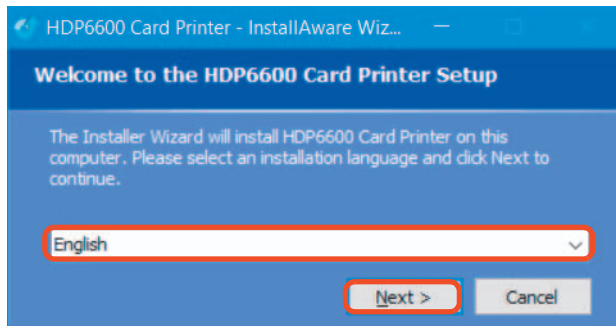 HDP6600 Card Printer - InstallAware Wiz...
Welcome to the HDP6600 Card Printer Setup
The Installer Wizard will install HDP6600 Card Printer on this
computer. Please select an installation language and click Next to
continue.
English
Next >
Cancel